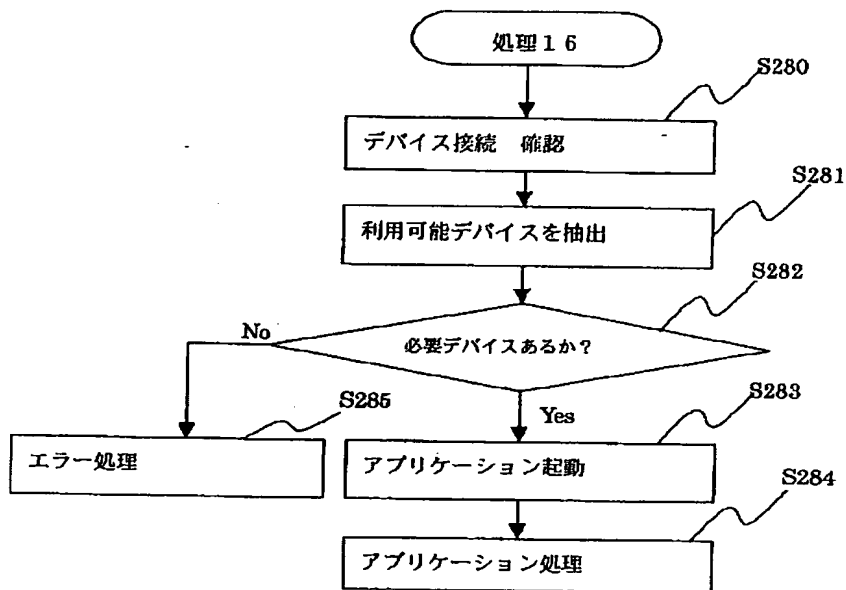 処理１６
S280
デバイス接続　確認
S281
利用可能デバイスを抽出
S282
No
必要デバイスあるか？
S285
Yes
S283
エラー処理
アプリケーション起動
S284
アプリケーション処理